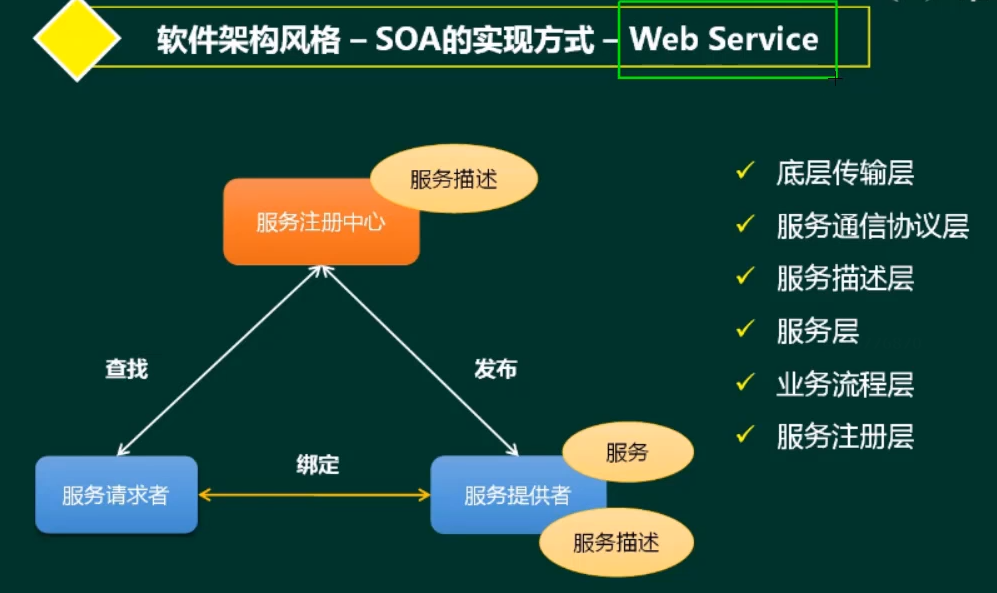 软件架构风格 – SOA的实现方式 – Web Service
服务描述
服务注册中心
查找
发布
绑定
服务请求者
服务提供者
服务
服务描述
底层传输层
服务通信协议层
服务描述层
服务层
业务流程层
服务注册层